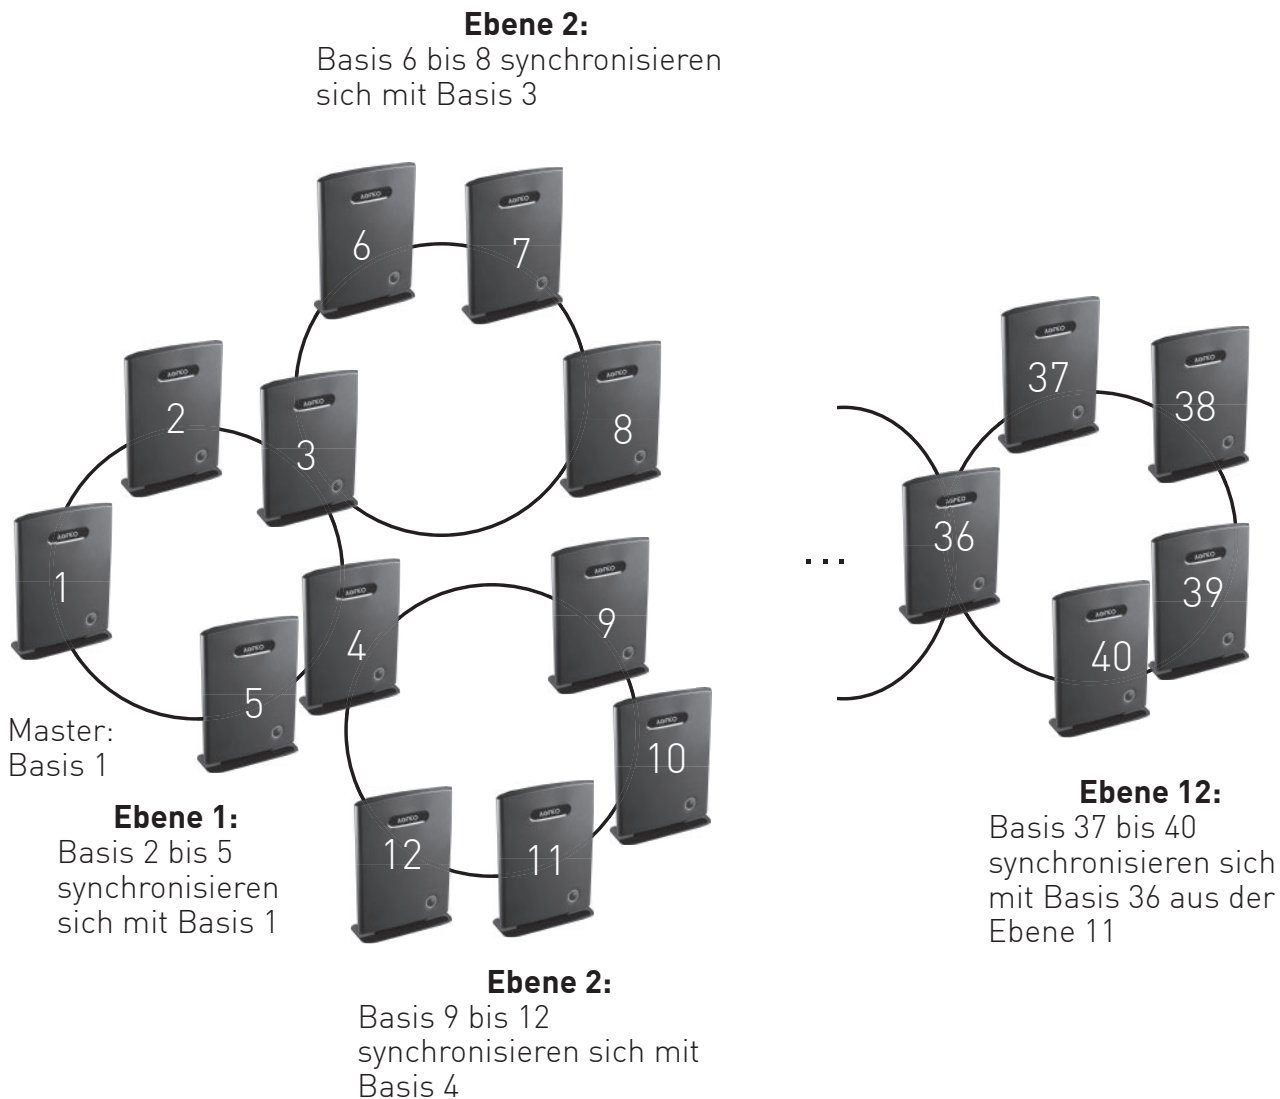 Ebene 2:
Basis 6 bis 8 synchronisieren
sich mit Basis 3
6
7
2
3
8
37
38
1
36
9
...
39
4
5
40
10
Master:
Basis 1
12
11
Ebene 1:
Basis 2 bis 5
synchronisieren
sich mit Basis 1
Ebene 12:
Basis 37 bis 40
synchronisieren sich
mit Basis 36 aus der
Ebene 11
Ebene 2:
Basis 9 bis 12
synchronisieren sich mit
Basis 4